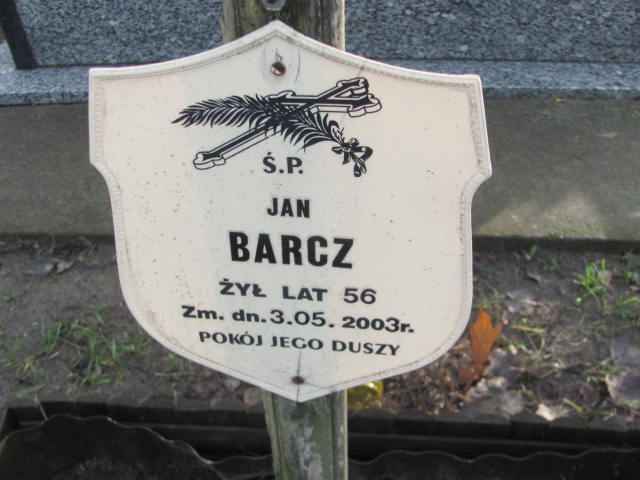 Ś.P.
JAN
BARCZ
ŻYŁ LAT 56
Zm. dn. 3.05. 2003r.
POKÓJ JEGO DUSZY